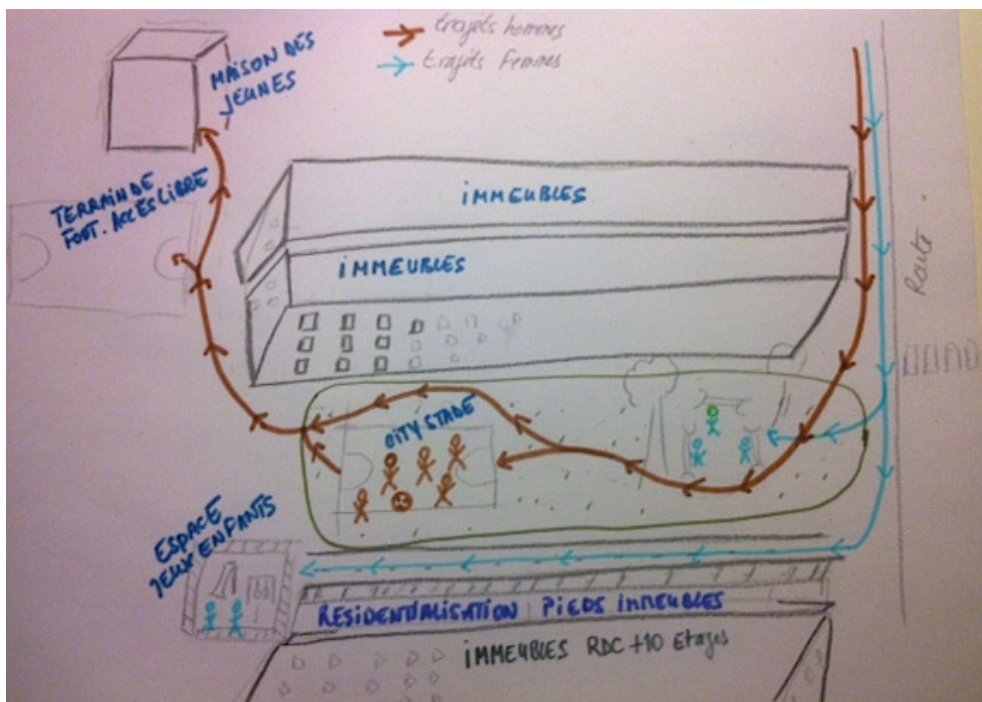 trajets hommes
trajets femmes
MAISON DES
JEUNES
TERRAIN DE
FOOT. ACCES LIBRE
iMMEUBLES
iMMEUBLES
Route
CITY STADE
ESPACE
JEUX ENFANTS
RESIDENTIALISATION PIEDS IMMEUBLES
iMMEUBLES RDC +10 Etages